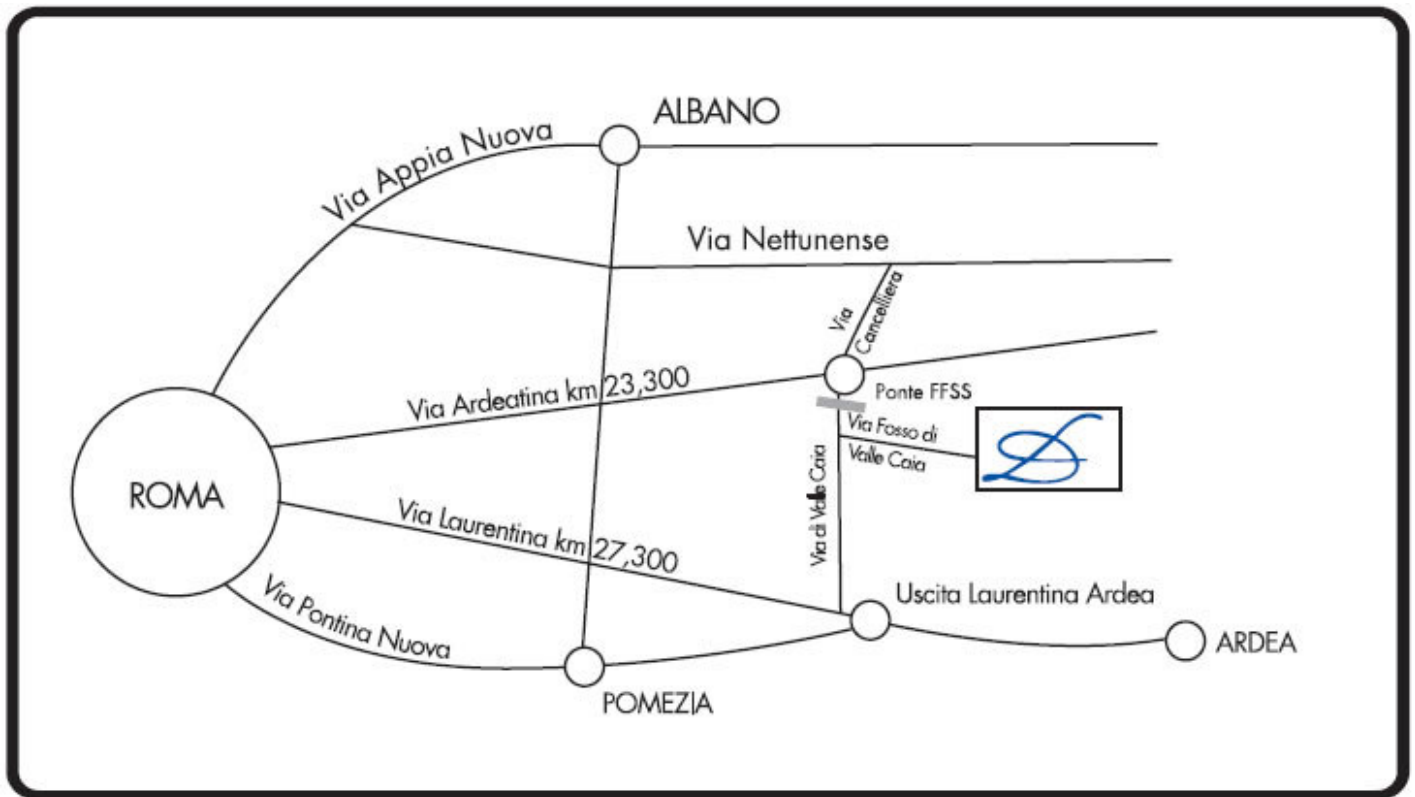 ALBANO
Via Appia Nuova
Via Nettunense
Via
Cancelliera
Via Ardeatina km 23,300
Ponte FFSS
Via Fosso di
Valle Caia
ROMA
Via di Valle Caia
Via Laurentina km 27,300
Uscita Laurentina Ardea
Via Pontina Nuova
ARDEA
POMEZIA